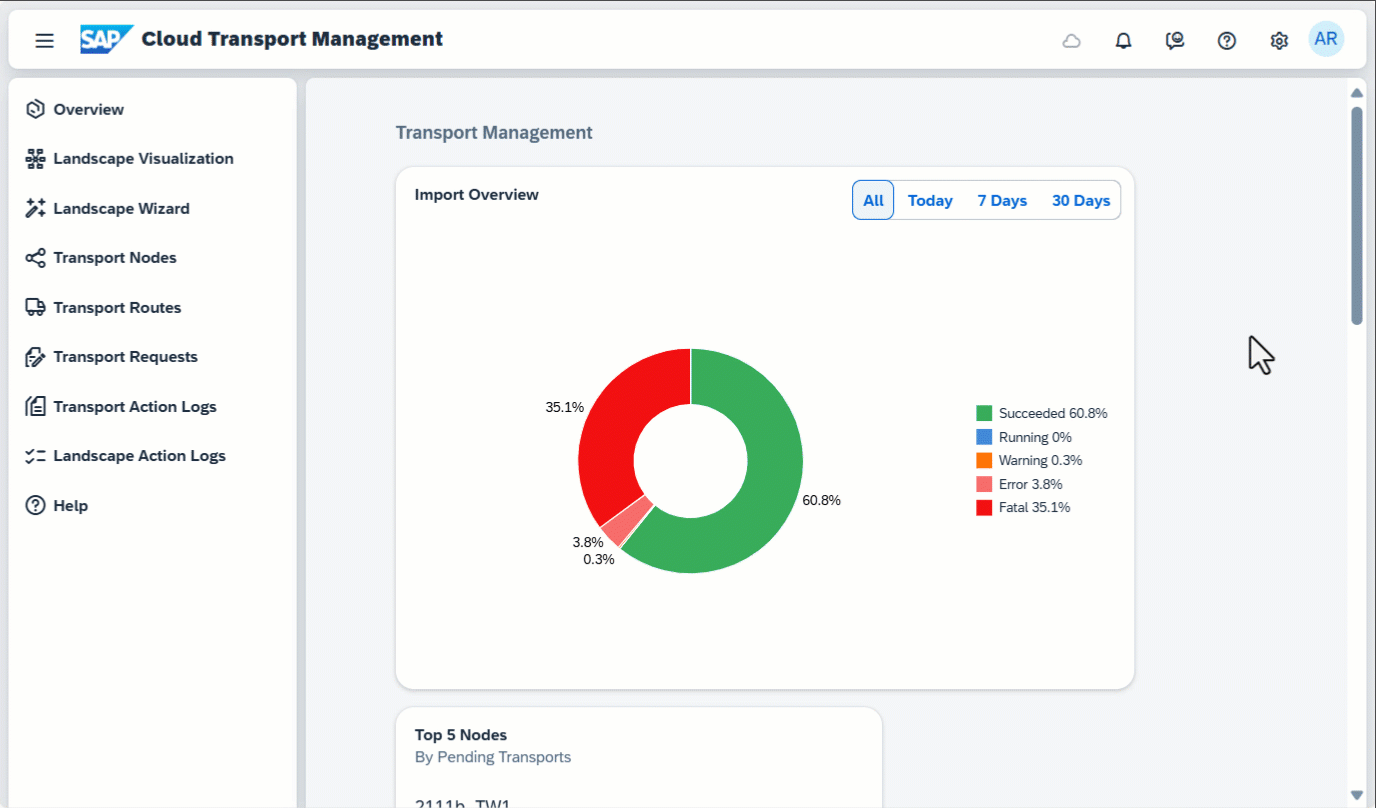 SAP Cloud Transport Management
AR
Overview
Landscape Visualization
Landscape Wizard
Transport Nodes
Transport Routes
Transport Requests
Transport Action Logs
Landscape Action Logs
Help
Transport Management
Import Overview
All Today 7 Days 30 Days
35.1%
60.8%
3.8%
0.3%
Succeeded 60.8%
Running 0%
Warning 0.3%
Error 3.8%
Fatal 35.1%
Top 5 Nodes
By Pending Transports
2111b_TW1